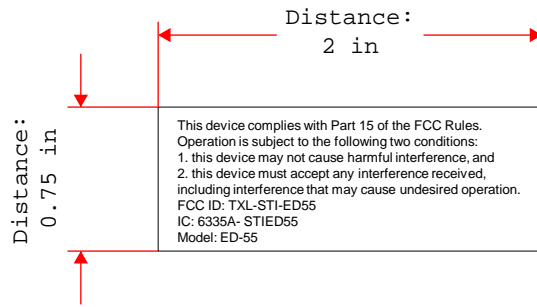 Distance:
2 in
Distance:
0.75 in
This device complies with Part 15 of the FCC Rules.
Operation is subject to the following two conditions:
1. this device may not cause harmful interference, and
2. this device must accept any interference received,
including interference that may cause undesired operation.
FCC ID: TXL-STI-ED55
IC: 6335A- STIED55
Model: ED-55